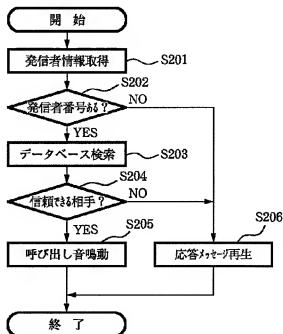 開 始
発信者情報取得
S201
S202
発信者番号ある?
NO
YES
データベース検索
S203
S204
信頼できる相手?
NO
YES
S205
呼び出し音鳴動
S206
応答メッセージ再生
終 了